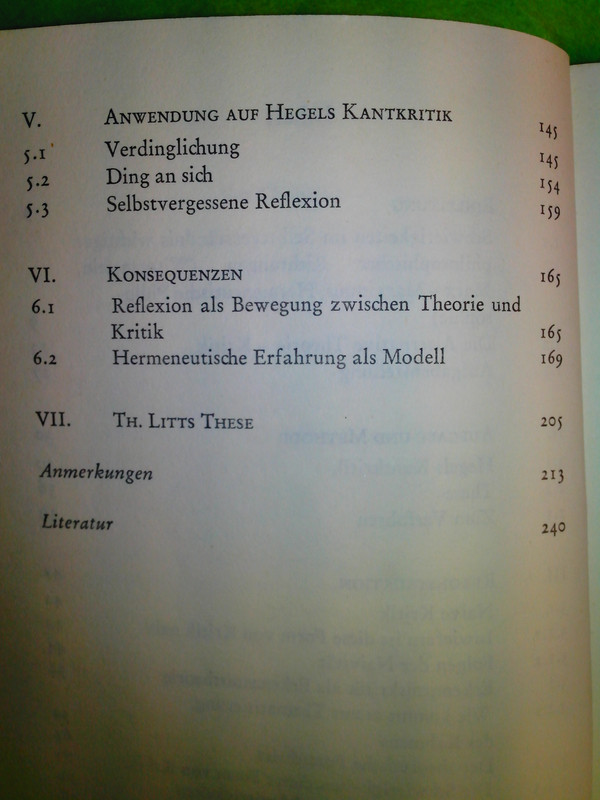 V. ANWENDUNG AUF HEGELS KANTKRITIK 145
5.1 Verdinglichung 145
5.2 Ding an sich 154
5.3 Selbstvergessene Reflexion 159
VI. KONSEQUENZEN 165
6.1 Reflexion als Bewegung zwischen Theorie und
Kritik 165
6.2 Hermeneutische Erfahrung als Modell 169
VII. TH. LITTS THESE 205
Anmerkungen 213
Literatur 240